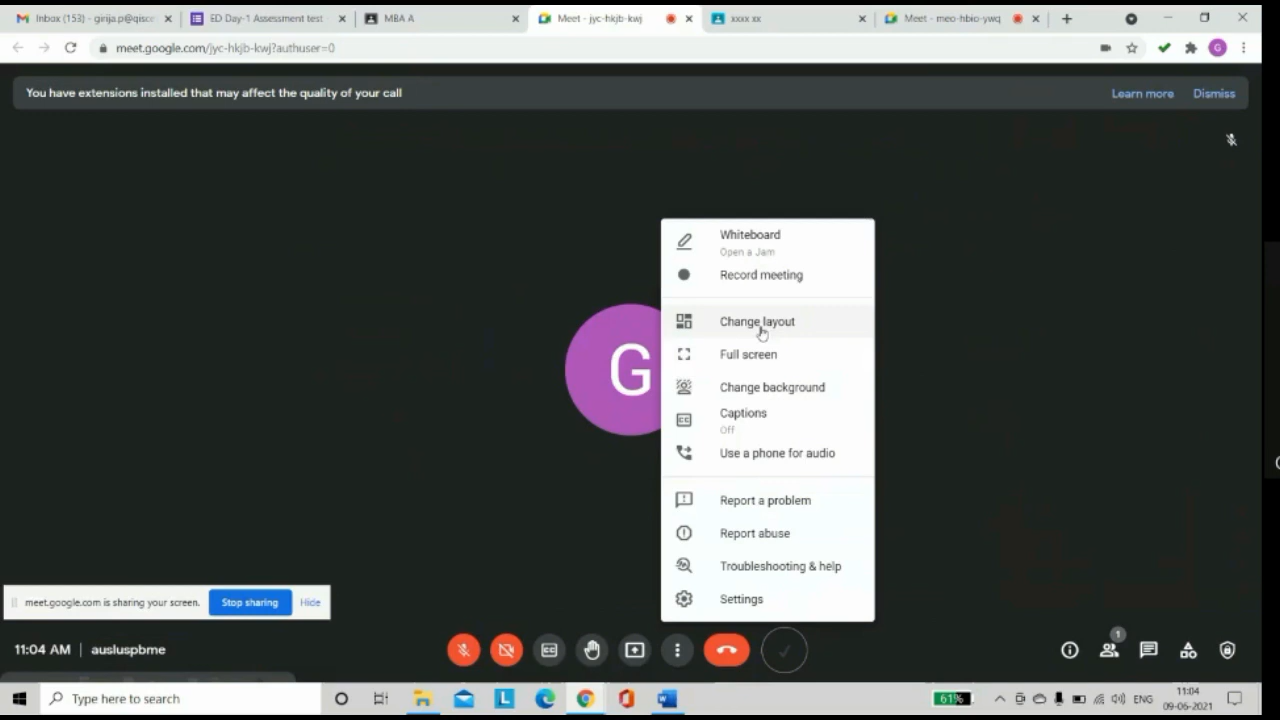 Inbox (153) - girija.p@qisor
ED Day-1 Assessment test
MBA A
Meet - jyc-hkjb-kwj
xxxx xx
Meet - meo-hbio-ywq
meet.google.com/jyc-hkjb-kwj?authuser=0
G
You have extensions installed that may affect the quality of your call
Learn more
Dismiss
G
Whiteboard
Open a Jam
Record meeting
Change layout
Full screen
Change background
CC
Captions
Off
Use a phone for audio
Report a problem
Report abuse
Troubleshooting & help
Settings
meet.google.com is sharing your screen.
Stop sharing
Hide
11:04 AM | ausluspbme
CC
1
Type here to search
L
61%
ENG
11:04
09-06-2021